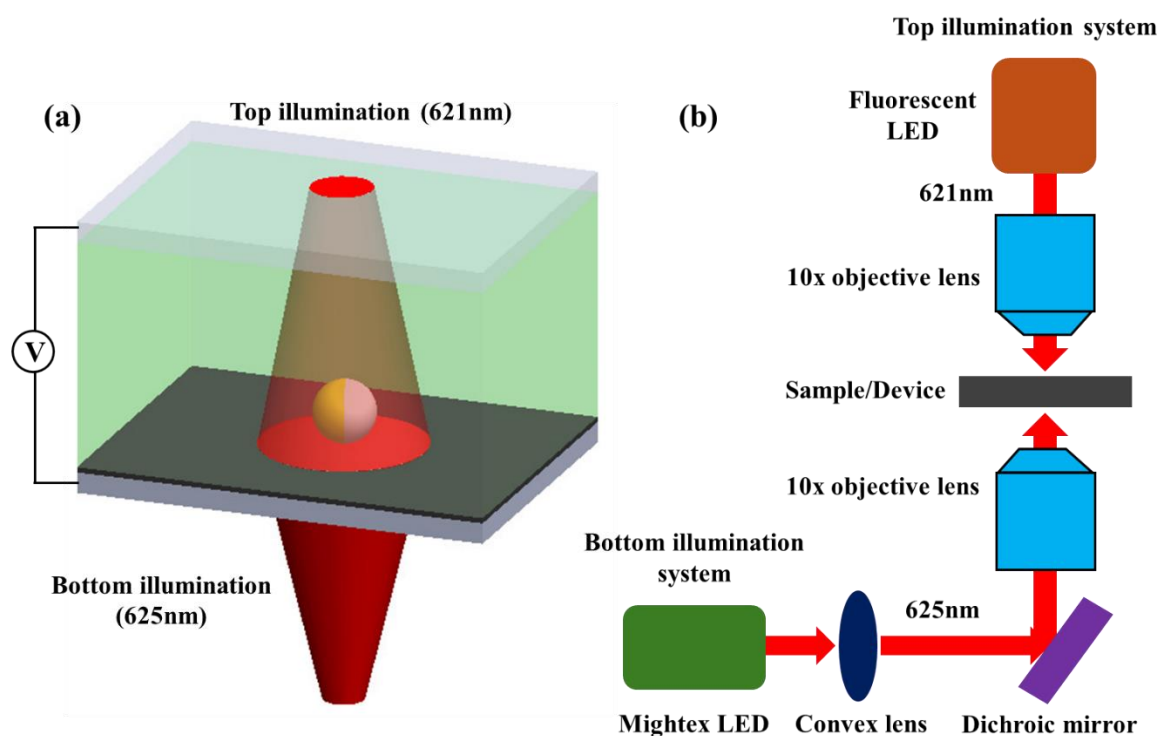 (a)
Top illumination (621nm)
V
Bottom illumination
(625nm)
(b)
Top illumination system
Fluorescent
LED
621nm
10x objective lens
Sample/Device
10x objective lens
Bottom illumination
system
625nm
Mightex LED
Convex lens
Dichroic mirror